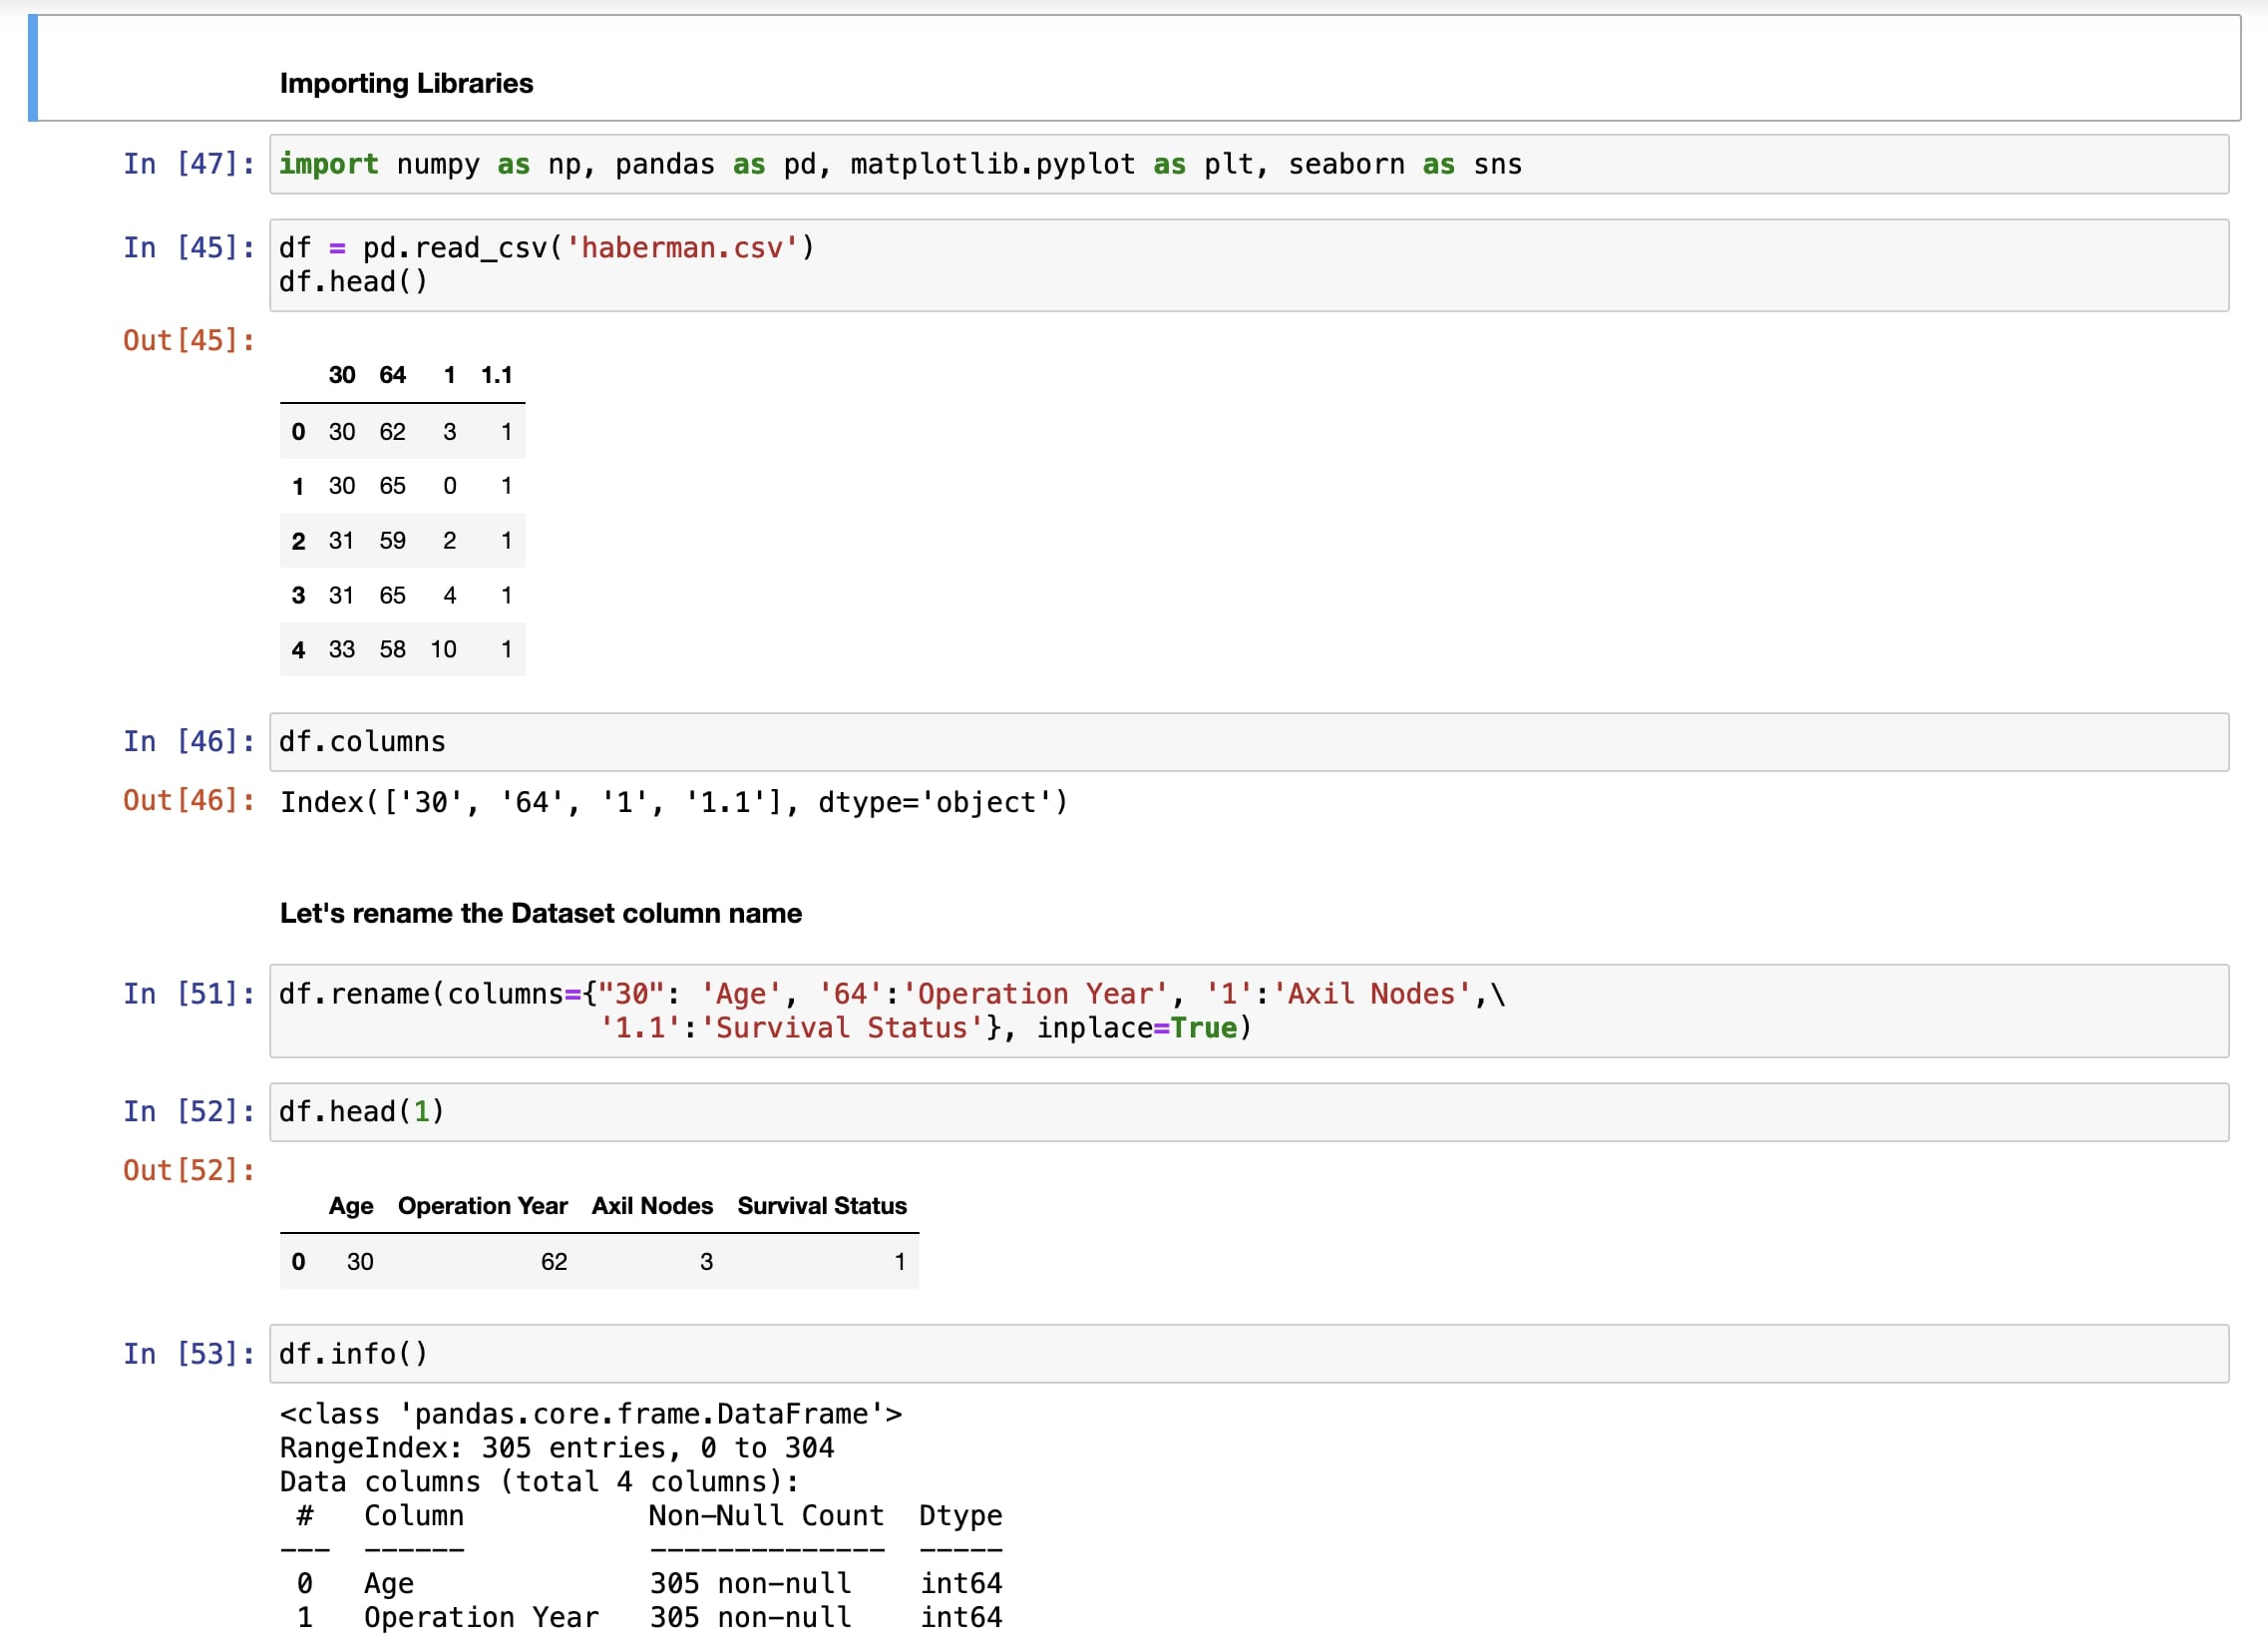 Importing Libraries
In [47]: import numpy as np, pandas as pd, matplotlib.pyplot as plt, seaborn as sns
In [45]: df = pd.read_csv('haberman.csv')
df.head()
Out[45]:
30 64 1 1.1
0 30 62 3 1
1 30 65 0 1
2 31 59 2 1
3 31 65 4 1
4 33 58 10 1
In [46]: df.columns
Out[46]: Index(['30', '64', '1', '1.1'], dtype='object')
Let's rename the Dataset column name
In [51]: df.rename(columns={"30": 'Age', '64':'Operation Year', '1':'Axil Nodes',\
'1.1':'Survival Status'}, inplace=True)
In [52]: df.head(1)
Out[52]:
Age Operation Year Axil Nodes Survival Status
0 30 62 3 1
In [53]: df.info()
<class 'pandas.core.frame.DataFrame'>
RangeIndex: 305 entries, 0 to 304
Data columns (total 4 columns):
# Column Non-Null Count Dtype
--- ------ -------------- -----
0 Age 305 non-null int64
1 Operation Year 305 non-null int64